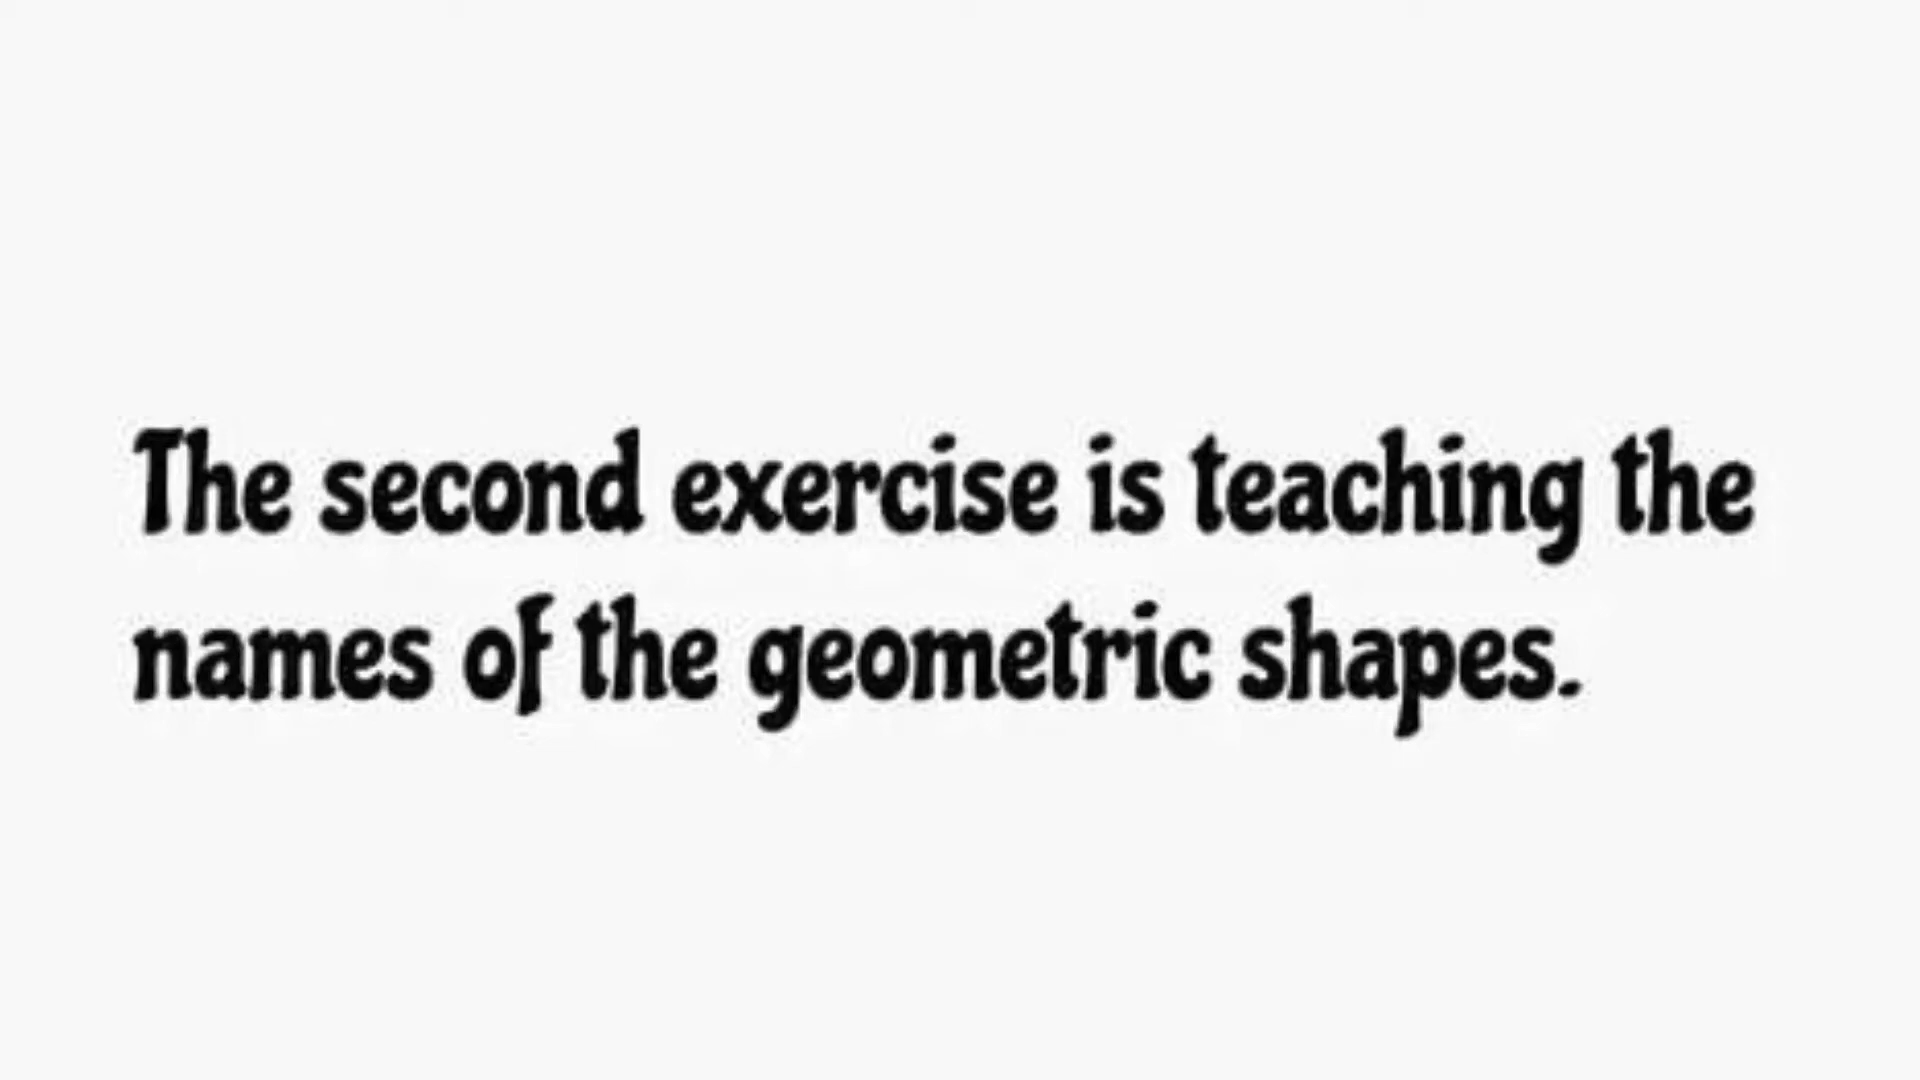 The second exercise is teaching the
names of the geometric shapes.